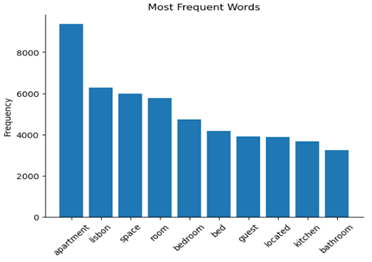 Most Frequent Words
Frequency
8000
6000
4000
2000
0
apartment
lisbon
space
room
bedroom
bed
guest
located
kitchen
bathroom